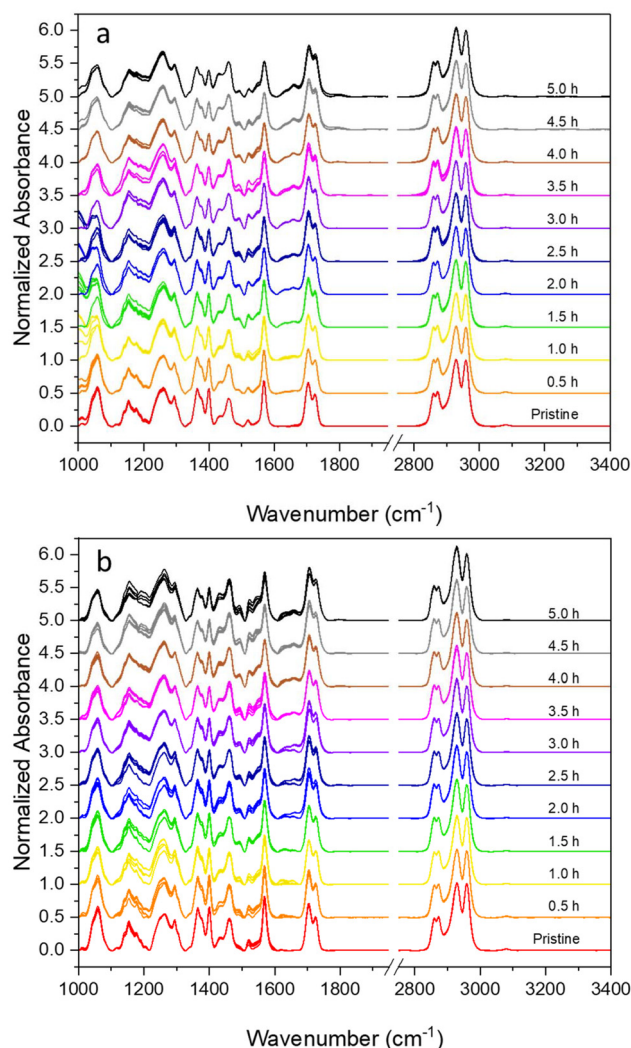 a
6.0
5.5
5.0
4.5
4.0
3.5
3.0
2.5
2.0
1.5
1.0
0.5
0.0
Normalized Absorbance
5.0 h
4.5 h
4.0 h
3.5 h
3.0 h
2.5 h
2.0 h
1.5 h
1.0 h
0.5 h
Pristine
1000 1200 1400 1600 1800 2800 3000 3200 3400
Wavenumber (cm⁻¹)
b
6.0
5.5
5.0
4.5
4.0
3.5
3.0
2.5
2.0
1.5
1.0
0.5
0.0
Normalized Absorbance
5.0 h
4.5 h
4.0 h
3.5 h
3.0 h
2.5 h
2.0 h
1.5 h
1.0 h
0.5 h
Pristine
1000 1200 1400 1600 1800 2800 3000 3200 3400
Wavenumber (cm⁻¹)